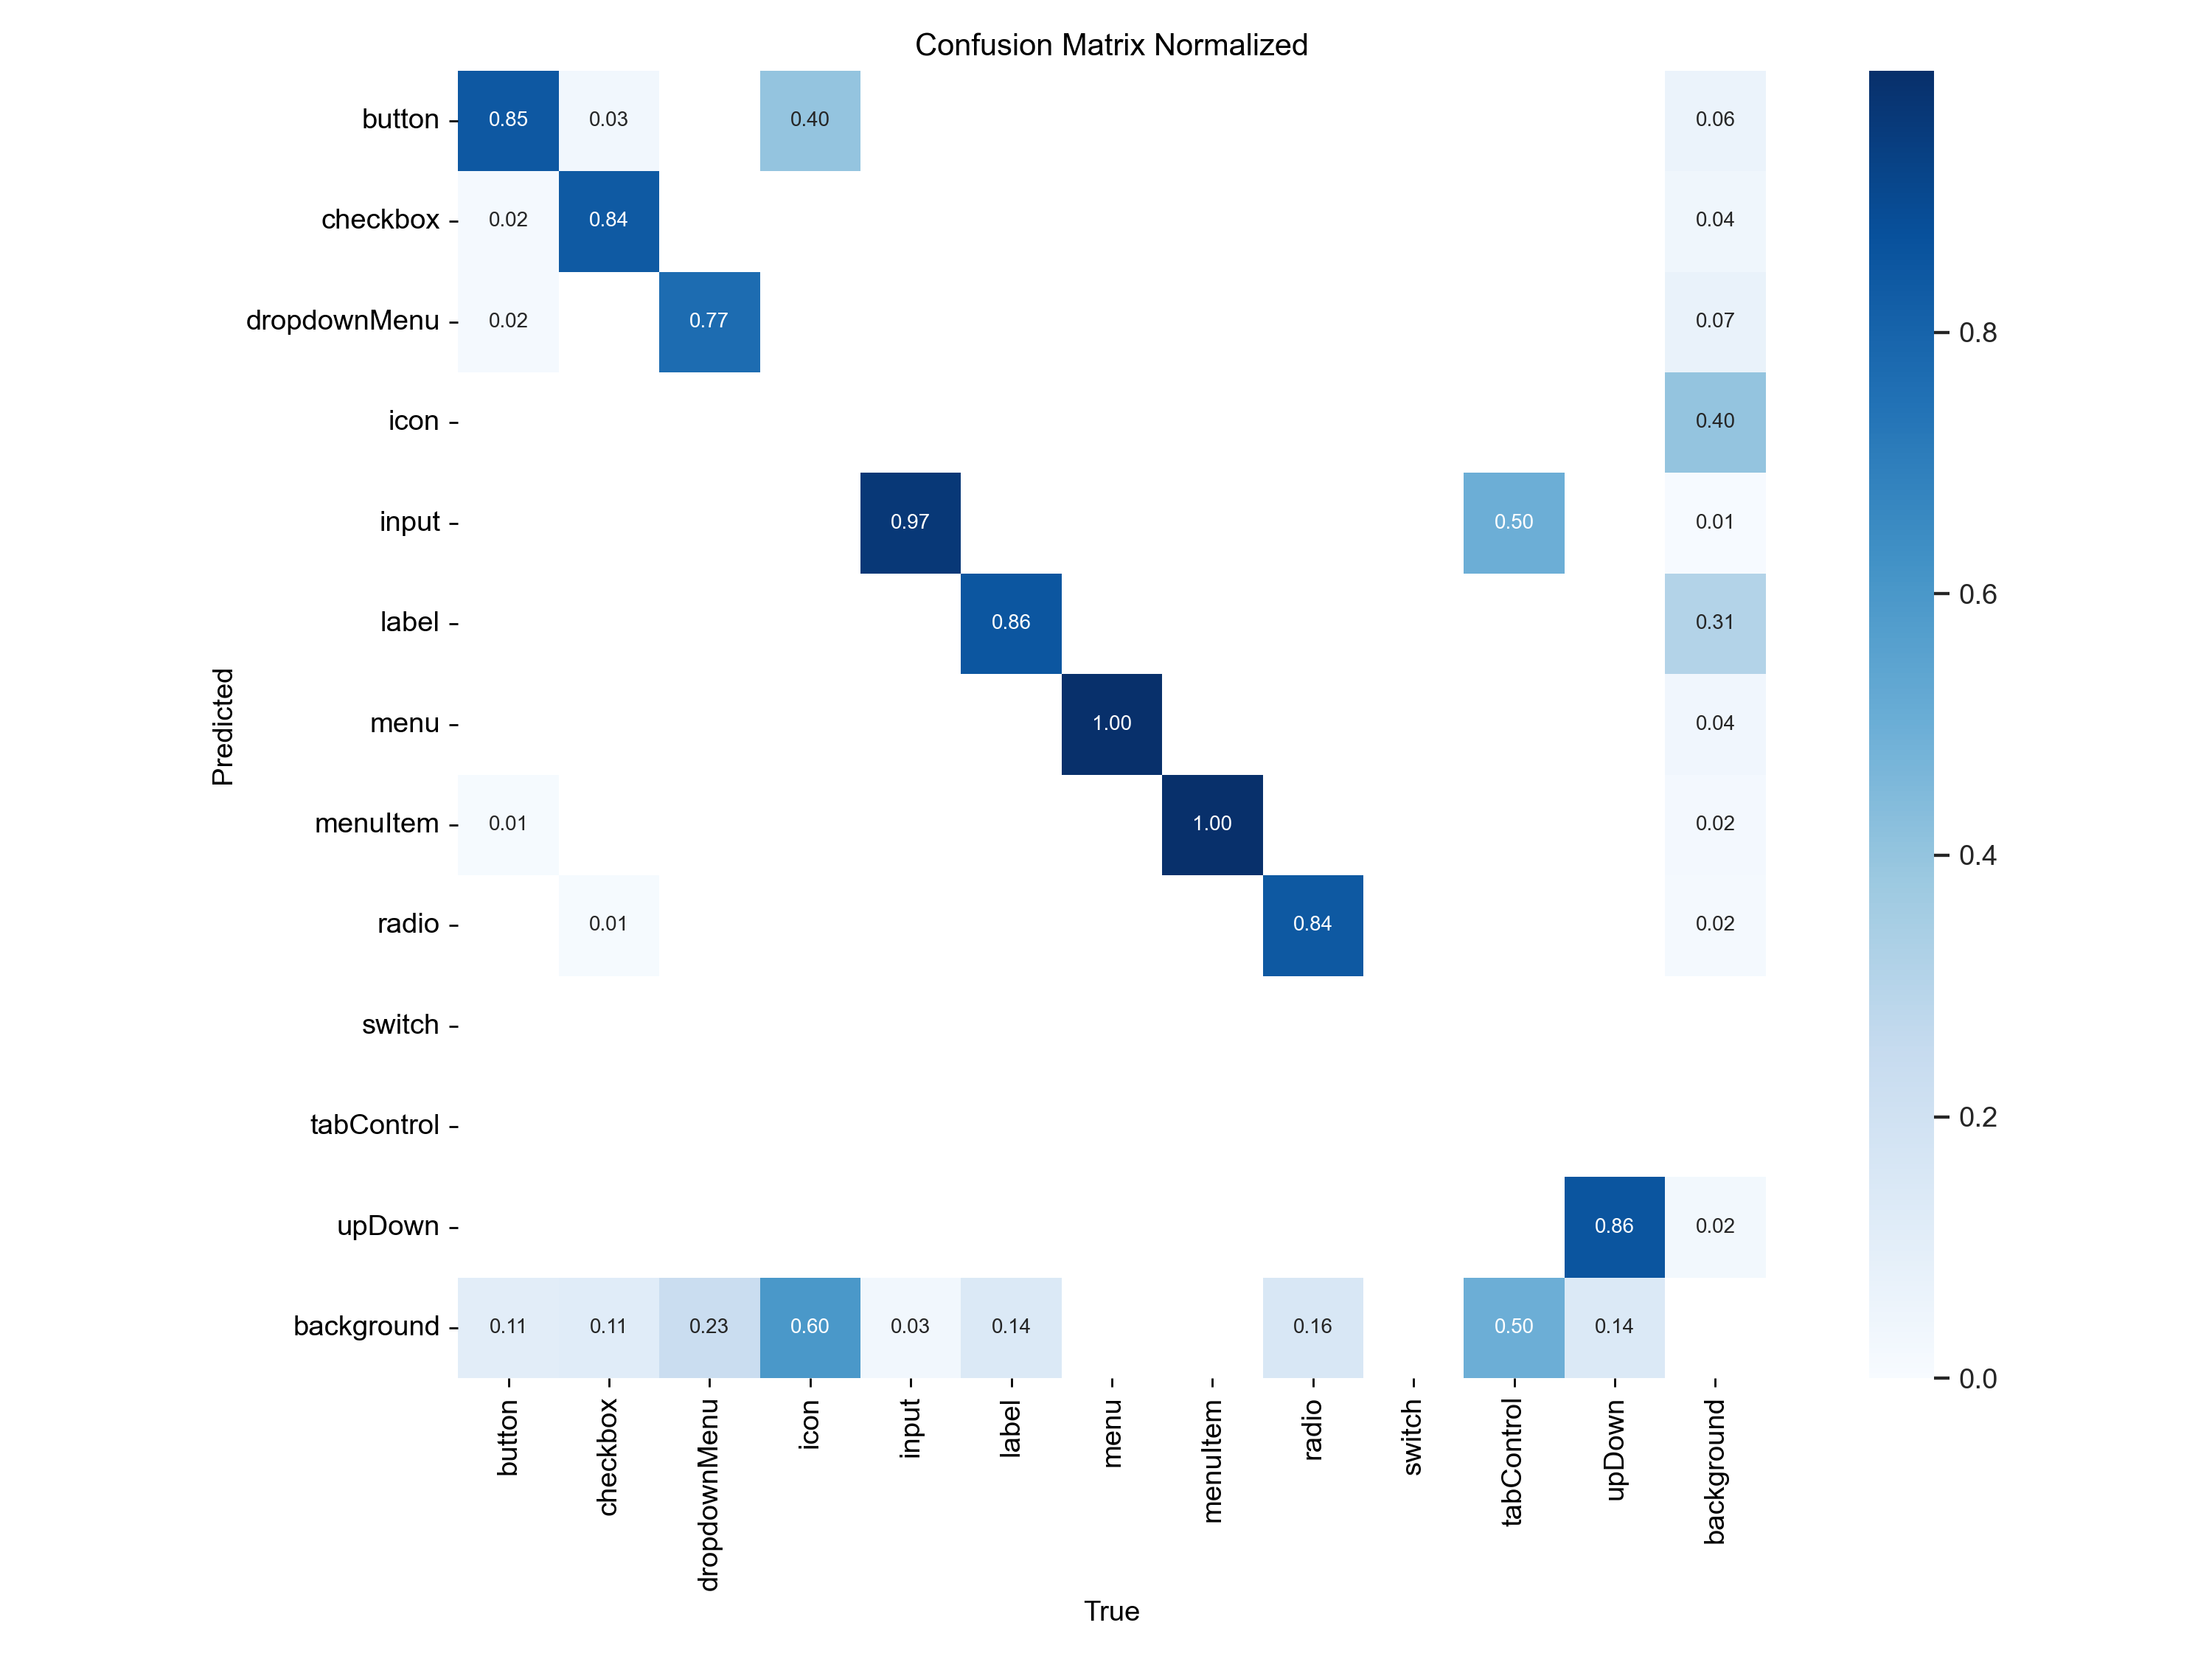 Confusion Matrix Normalized
button 0.85 0.03 0.40 0.06
checkbox 0.02 0.84 0.04
dropdownMenu 0.02 0.77 0.07
0.8
icon 0.40
input 0.97 0.50 0.01
0.6
label 0.86 0.31
Predicted
menu 1.00 0.04
menuItem 0.01 1.00 0.02
0.4
radio 0.01 0.84 0.02
switch
tabControl
0.2
upDown 0.86 0.02
background 0.11 0.11 0.23 0.60 0.03 0.14 0.16 0.50 0.14
0.0
button checkbox dropdownMenu icon input label menu menuItem radio switch tabControl upDown background
True